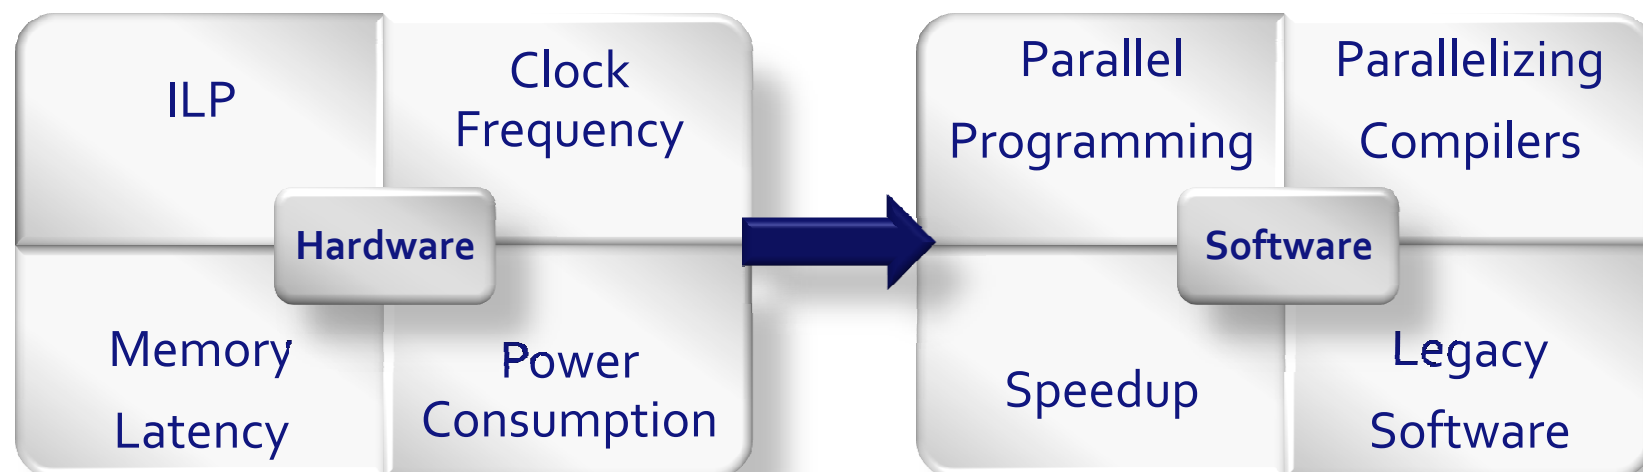 ILP
Clock
Frequency
Hardware
Memory
Latency
Power
Consumption
Parallel
Programming
Parallelizing
Compilers
Software
Speedup
Legacy
Software